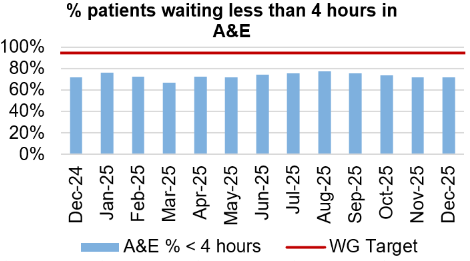 % patients waiting less than 4 hours in
A&E
100%
80%
60%
40%
20%
0%
Dec-24
Jan-25
Feb-25
Mar-25
Apr-25
May-25
Jun-25
Jul-25
Aug-25
Sep-25
Oct-25
Nov-25
Dec-25
A&E % < 4 hours
WG Target